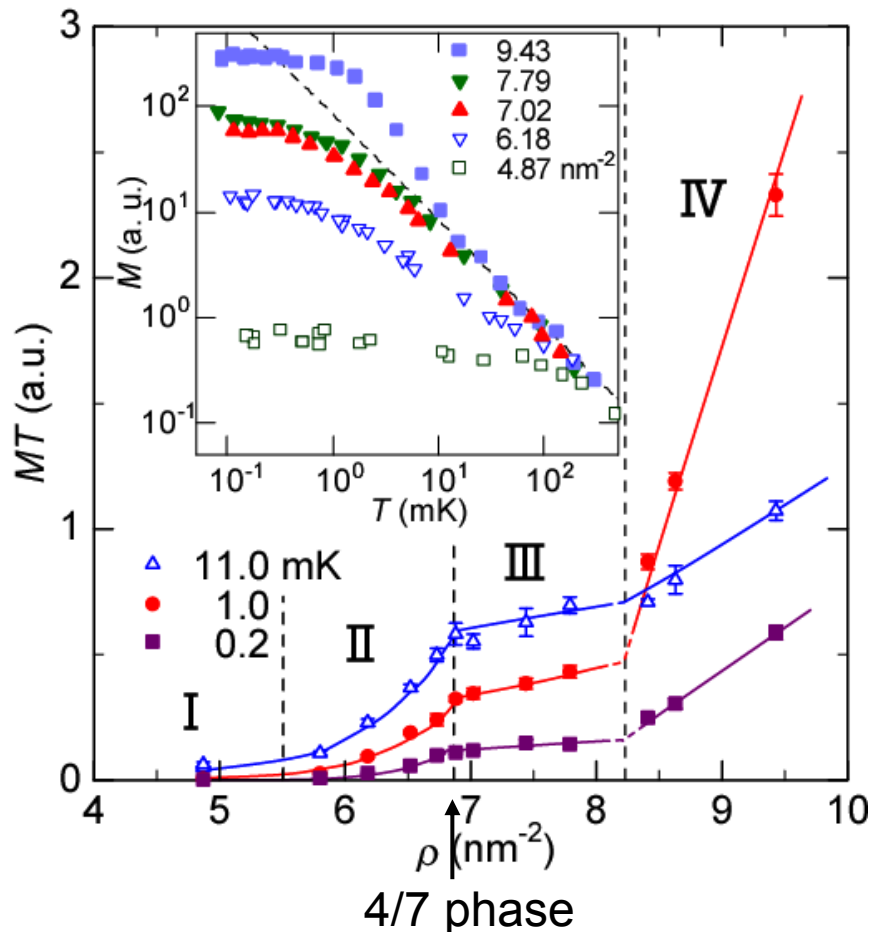 3
2
1
0
MT (a.u.)
10²
10¹
10⁰
10⁻¹
M (a. u.)
9.43
7.79
7.02
6.18
4.87 nm⁻²
10⁻¹ 10⁰ 10¹ 10²
T (mK)
Ⅳ
Ⅲ
Ⅱ
Ⅰ
11.0 mK
1.0
0.2
4 5 6 7 8 9 10
ρ (nm⁻²)
4/7 phase